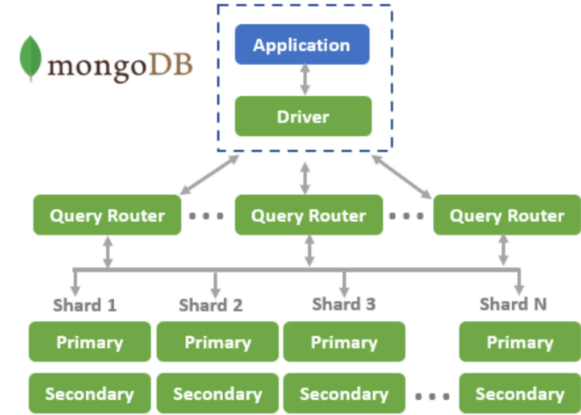 mongoDB
Application
Driver
Query Router
Query Router
Query Router
Shard 1
Shard 2
Shard 3
Shard N
Primary
Primary
Primary
Primary
Secondary
Secondary
Secondary
Secondary